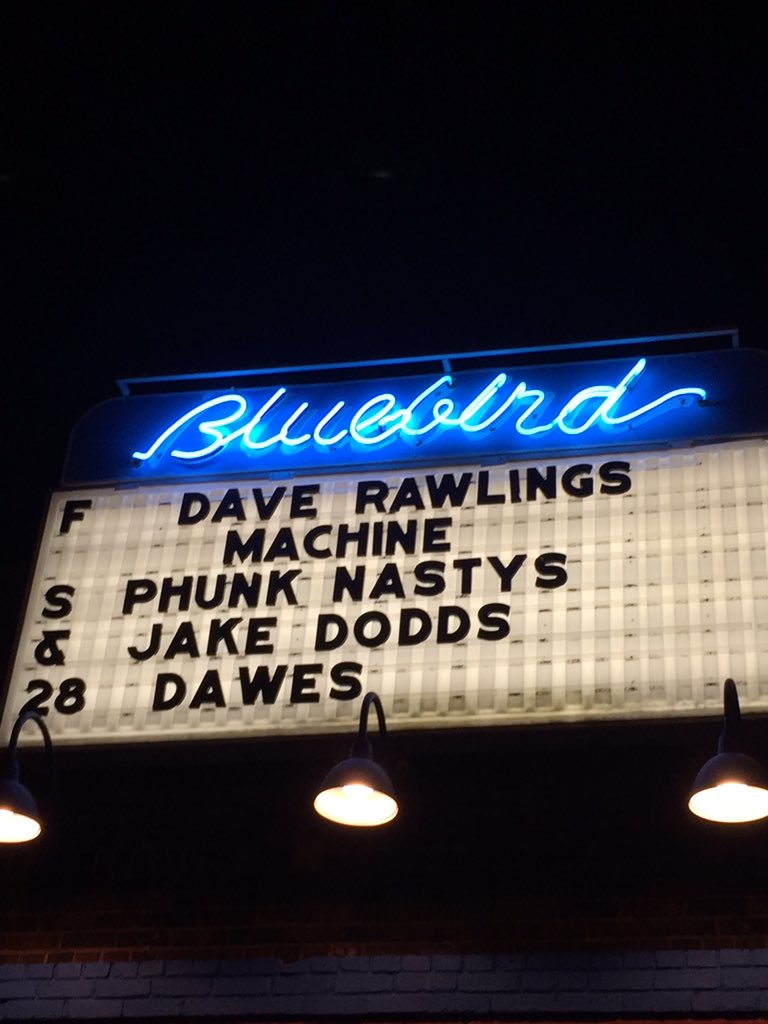 Bluebird
F DAVE RAWLINGS
MACHINE
S PHUNK NASTYS
& JAKE DODDS
28 DAWES